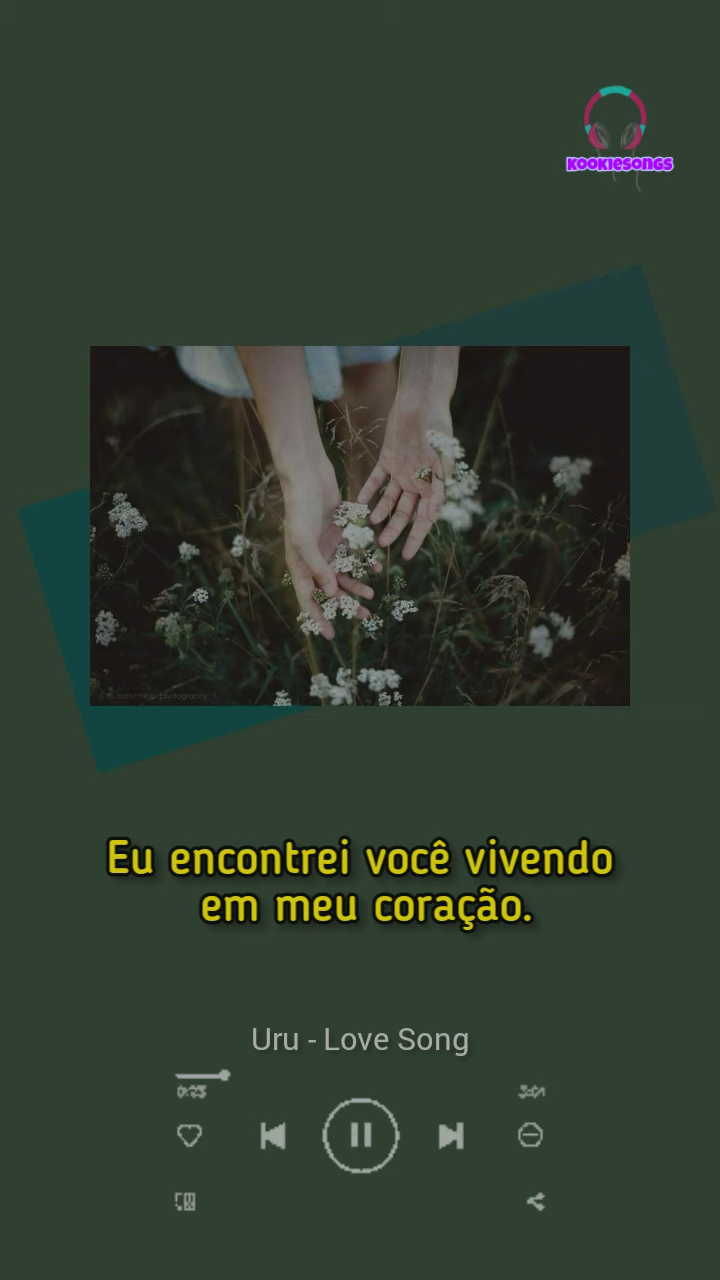 KOOKIESONGS
Eu encontrei você vivendo
em meu coração.
Uru - Love Song